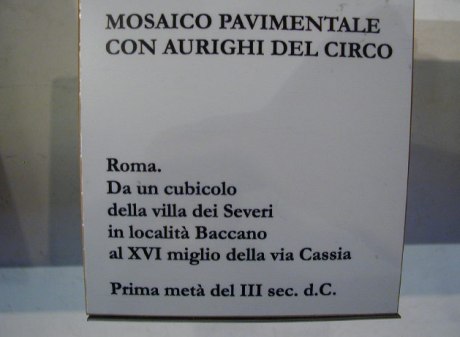 MOSAICO PAVIMENTALE
CON AURIGHI DEL CIRCO
Roma.
Da un cubicolo
della villa dei Severi
in località Baccano
al XVI miglio della via Cassia
Prima metà del III sec. d.C.